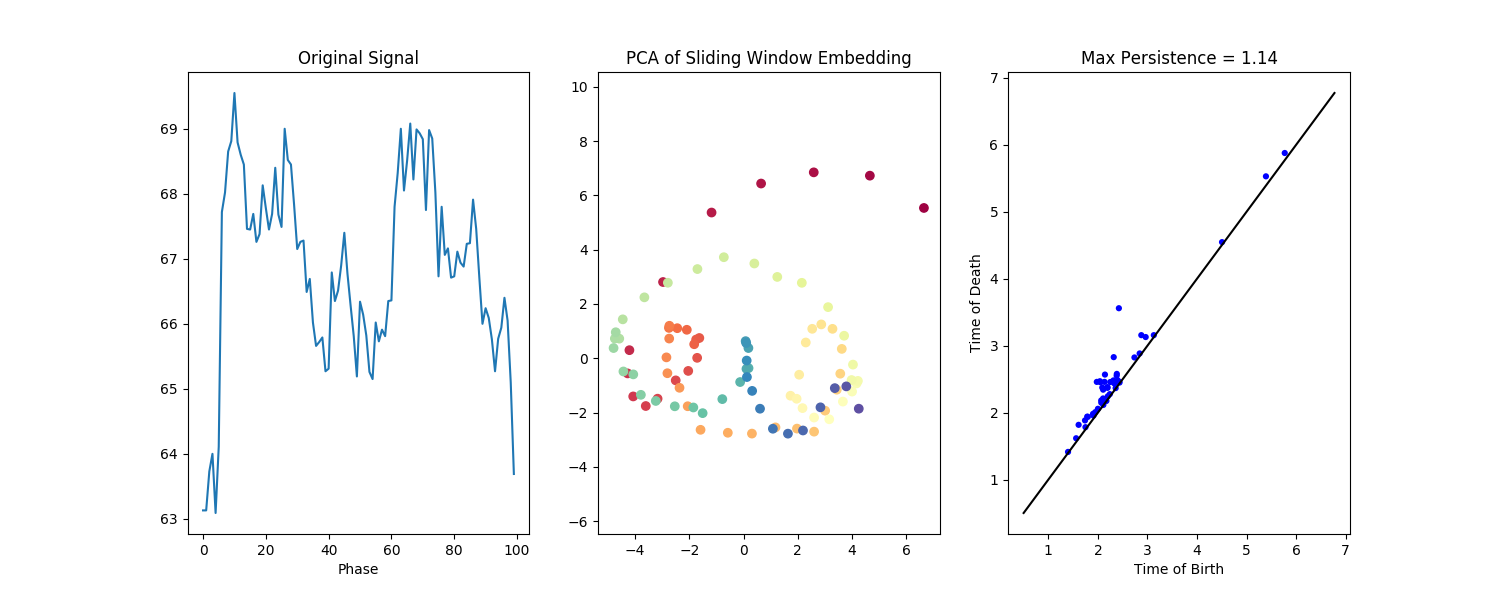 Original Signal
69
68
67
66
65
64
63
0 20 40 60 80 100
Phase
PCA of Sliding Window Embedding
10
8
6
4
2
0
−2
−4
−6
−4 −2 0 2 4 6
Max Persistence = 1.14
Time of Death
7
6
5
4
3
2
1
1 2 3 4 5 6 7
Time of Birth